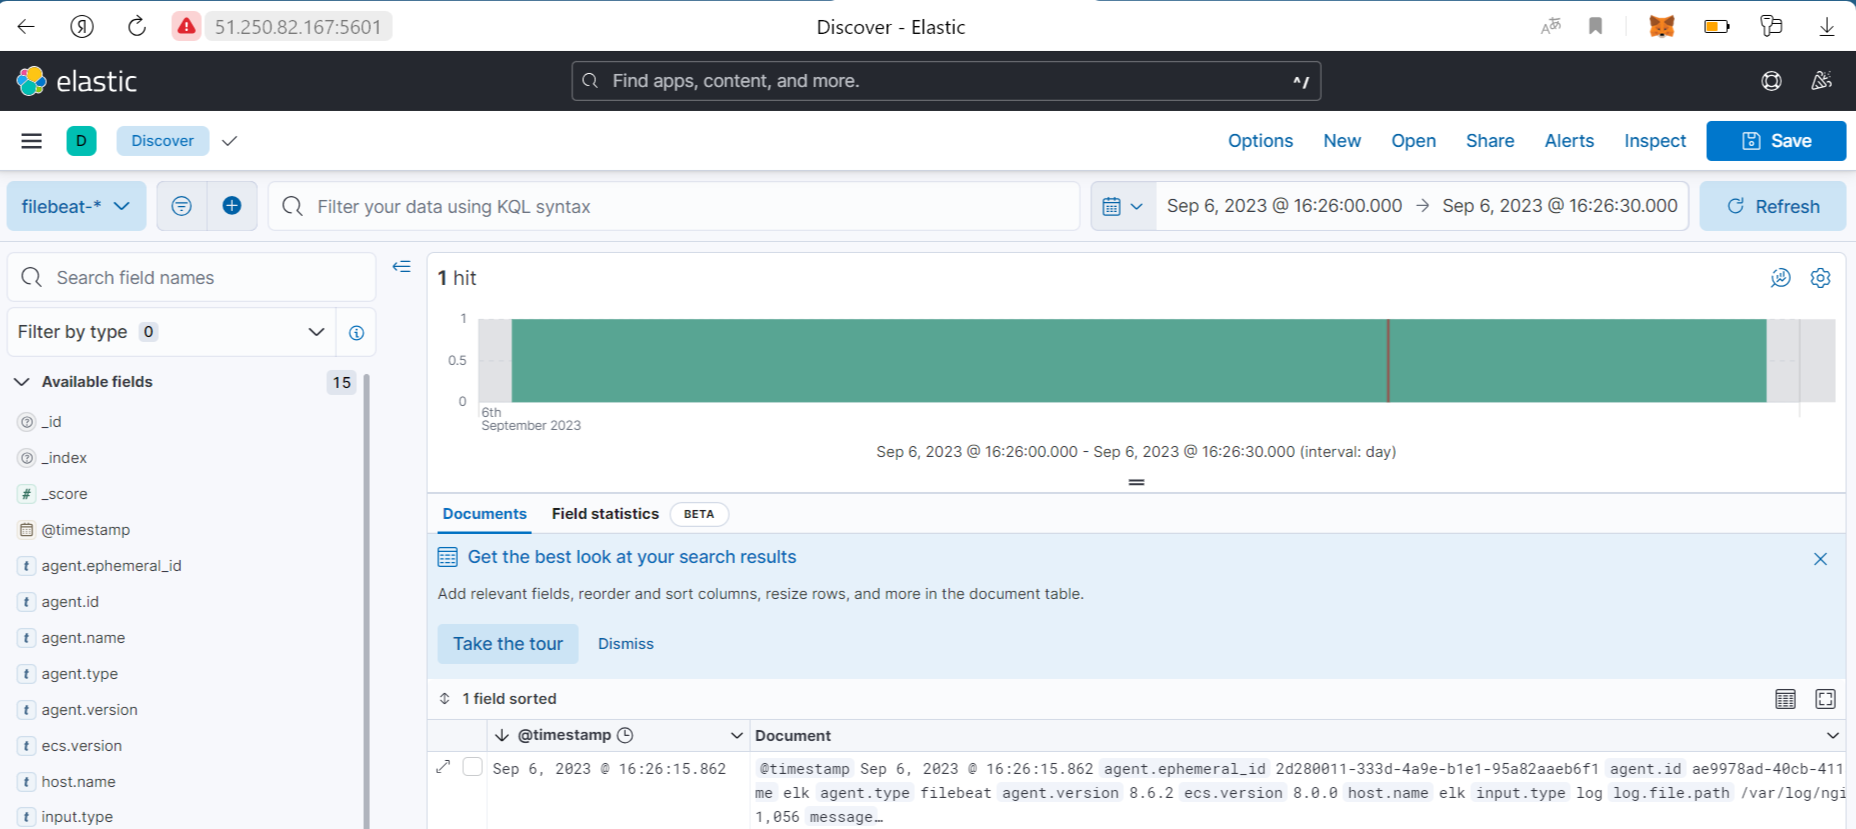 51.250.82.167:5601
Discover - Elastic
elastic
Find apps, content, and more.
^/
D
Discover
Options
New
Open
Share
Alerts
Inspect
Save
filebeat-*
Filter your data using KQL syntax
Sep 6, 2023 @ 16:26:00.000 → Sep 6, 2023 @ 16:26:30.000
Refresh
Search field names
Filter by type 0
Available fields 15
_id
_index
_score
@timestamp
agent.ephemeral_id
agent.id
agent.name
agent.type
agent.version
ecs.version
host.name
input.type
1 hit
1
0.5
0
6th
September 2023
Sep 6, 2023 @ 16:26:00.000 - Sep 6, 2023 @ 16:26:30.000 (interval: day)
Documents
Field statistics
BETA
Get the best look at your search results
Add relevant fields, reorder and sort columns, resize rows, and more in the document table.
Take the tour
Dismiss
1 field sorted
@timestamp
Document
Sep 6, 2023 @ 16:26:15.862
@timestamp Sep 6, 2023 @ 16:26:15.862 agent.ephemeral_id 2d280011-333d-4a9e-b1e1-95a82aaeb6f1 agent.id ae9978ad-40cb-411
me elk agent.type filebeat agent.version 8.6.2 ecs.version 8.0.0 host.name elk input.type log log.file.path /var/log/ngi
1,056 message…